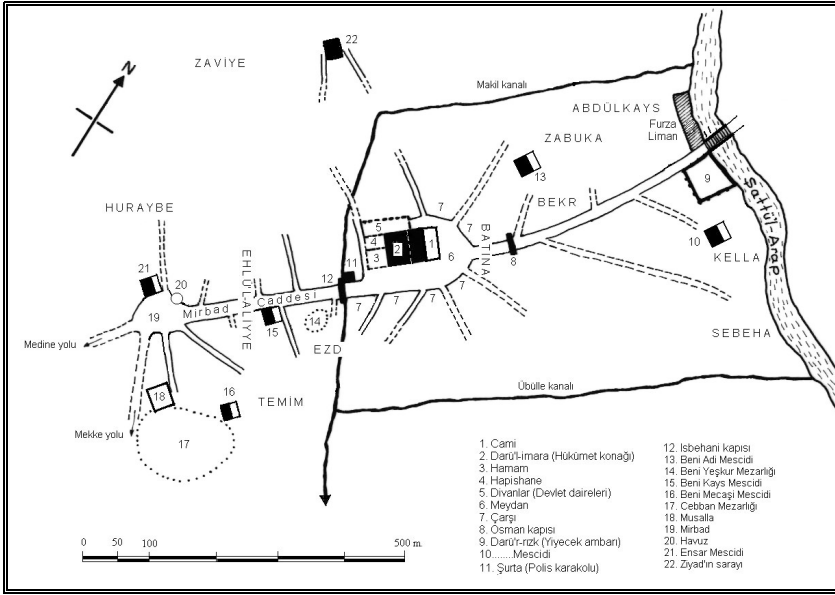 22
ZAVİYE
N
Makil kanalı
ABDÜLKAYS
Furza
Liman
ZABUKA
13
9
HURAYBE
BEKR
7
7
5
4
3
2
1
6
BATINA
8
10
KELLA
Şattül-Arap
21
20
EHLÜ'L-ALİYYE
11
12
Mirbad Caddesi
19
15
14
7
7
7
7
Medine yolu
EZD
SEBEHA
18
16
TEMİM
Übülle kanalı
Mekke yolu
17
1. Cami
2. Darü'l-imara (Hükümet konağı)
3. Hamam
4. Hapishane
5. Divanlar (Devlet daireleri)
6. Meydan
7. Çarşı
8. Osman kapısı
9. Darü'r-rızk (Yiyecek ambarı)
10.......Mescidi
11. Şurta (Polis karakolu)
12. Isbehani kapısı
13. Beni Adi Mescidi
14. Beni Yeşkur Mezarlığı
15. Beni Kays Mescidi
16. Beni Mecaşi Mescidi
17. Cebban Mezarlığı
18. Musalla
19. Mirbad
20. Havuz
21. Ensar Mescidi
22. Ziyad'ın sarayı
0 50 100 500 m.